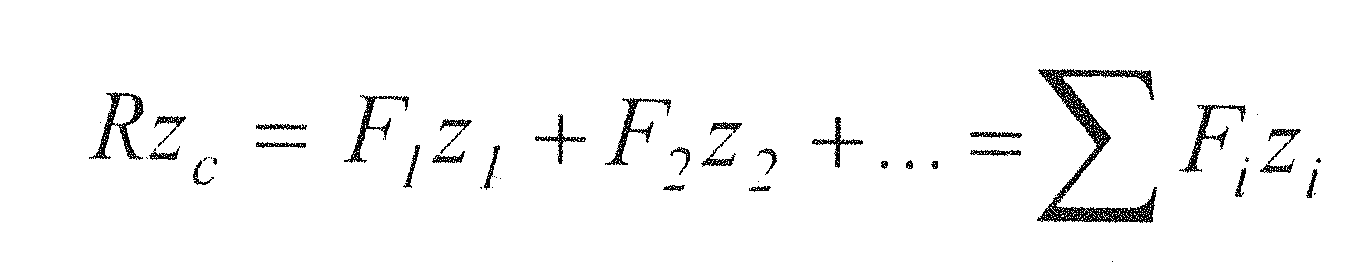 Rz_c = F_1z_1 + F_2z_2 + ... = ∑ F_iz_i